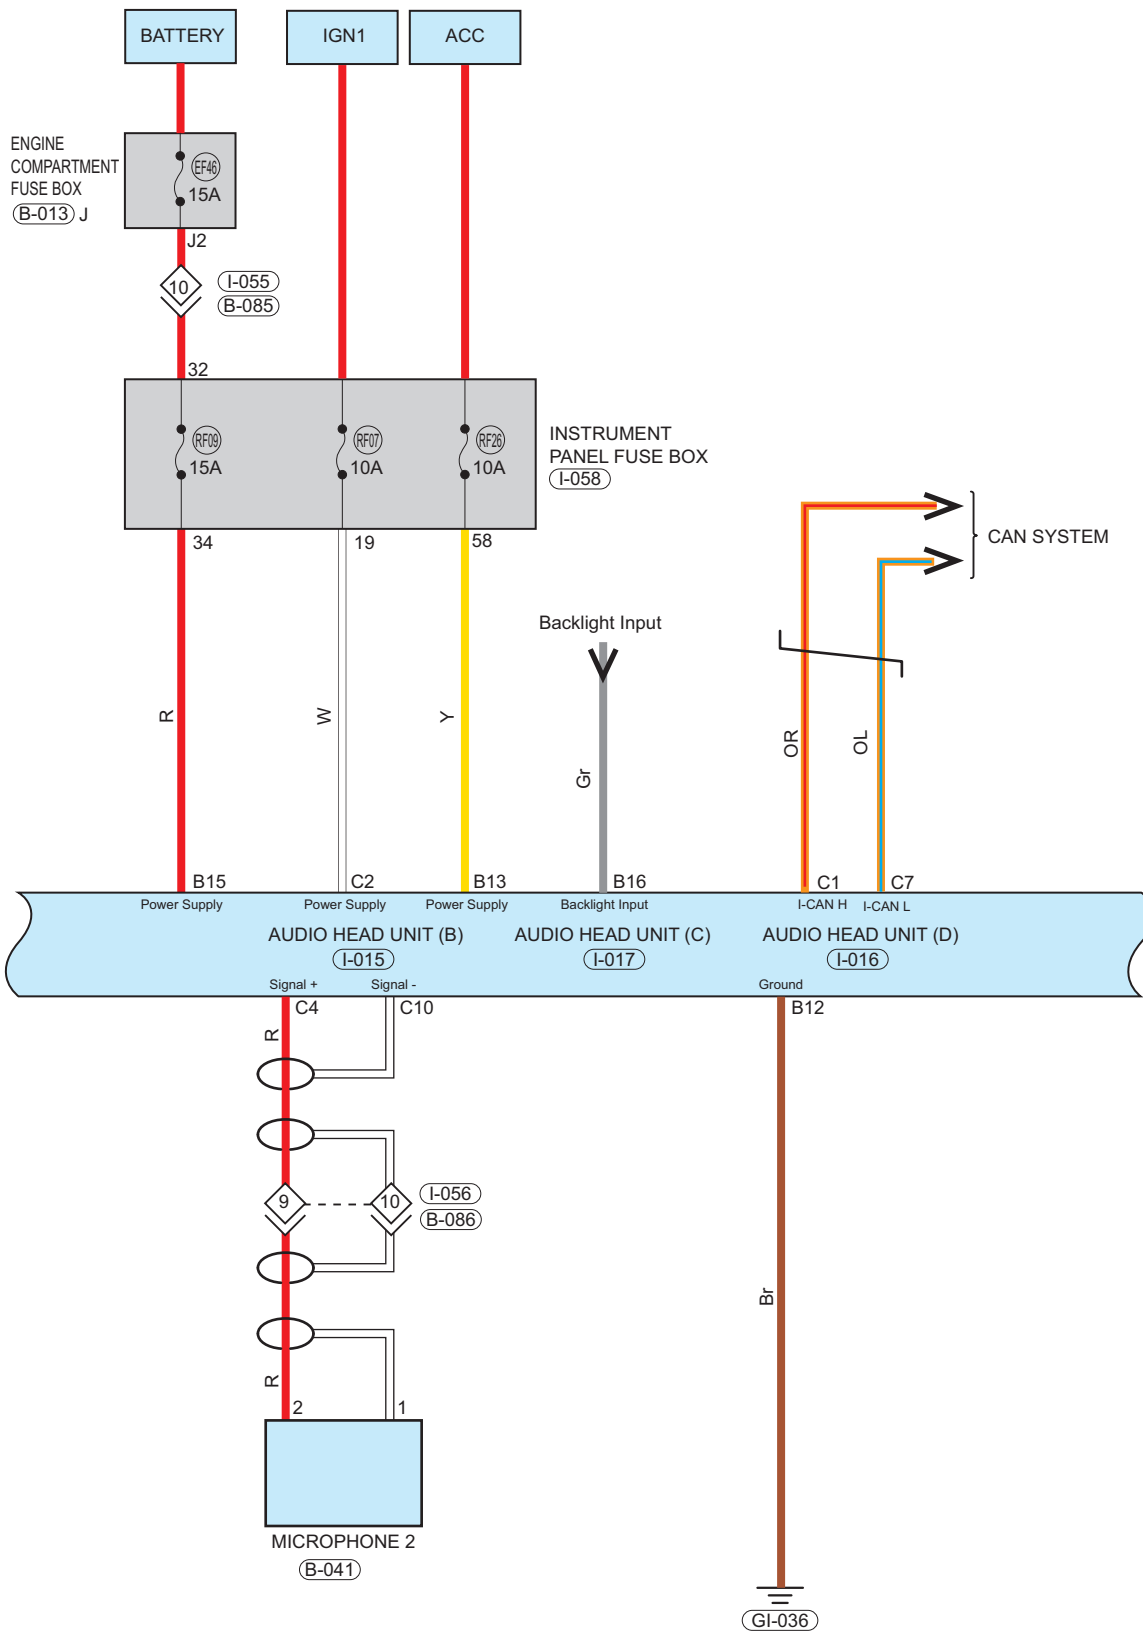 BATTERY
IGN1
ACC
ENGINE
COMPARTMENT
FUSE BOX
B-013 J
EF46
15A
J2
10
I-055
B-085
32
RF09
15A
RF07
10A
RF26
10A
INSTRUMENT
PANEL FUSE BOX
I-058
34
19
58
CAN SYSTEM
Backlight Input
R
W
Y
Gr
OR
OL
B15
C2
B13
B16
C1
C7
Power Supply
Power Supply
Power Supply
Backlight Input
I-CAN H
I-CAN L
AUDIO HEAD UNIT (B)
I-015
AUDIO HEAD UNIT (C)
I-017
AUDIO HEAD UNIT (D)
I-016
Signal +
Signal -
Ground
C4
C10
B12
R
9
10
I-056
B-086
Br
R
2
1
MICROPHONE 2
B-041
GI-036